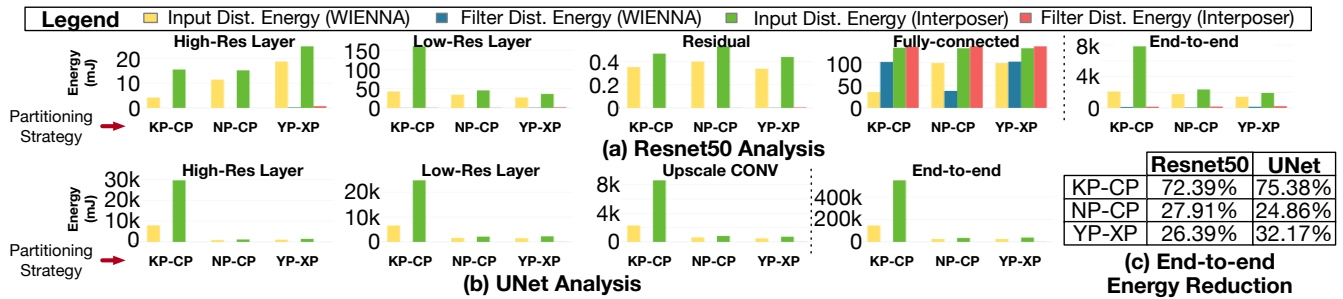 Legend Input Dist. Energy (WIENNA) Filter Dist. Energy (WIENNA) Input Dist. Energy (Interposer) Filter Dist. Energy (Interposer)
High-Res Layer Low-Res Layer Residual Fully-connected End-to-end
Energy (mJ)
20
10
0
150
100
50
0
0.4
0.2
0
100
50
0
8k
4k
0
Partitioning
Strategy
KP-CP NP-CP YP-XP KP-CP NP-CP YP-XP KP-CP NP-CP YP-XP KP-CP NP-CP YP-XP KP-CP NP-CP YP-XP
(a) Resnet50 Analysis
High-Res Layer Low-Res Layer Upscale CONV End-to-end
Energy (mJ)
30k
20k
10k
0
20k
10k
0
8k
4k
0
400k
200k
0
Partitioning
Strategy
KP-CP NP-CP YP-XP KP-CP NP-CP YP-XP KP-CP NP-CP YP-XP KP-CP NP-CP YP-XP
(b) UNet Analysis
Resnet50 UNet
KP-CP 72.39% 75.38%
NP-CP 27.91% 24.86%
YP-XP 26.39% 32.17%
(c) End-to-end
Energy Reduction